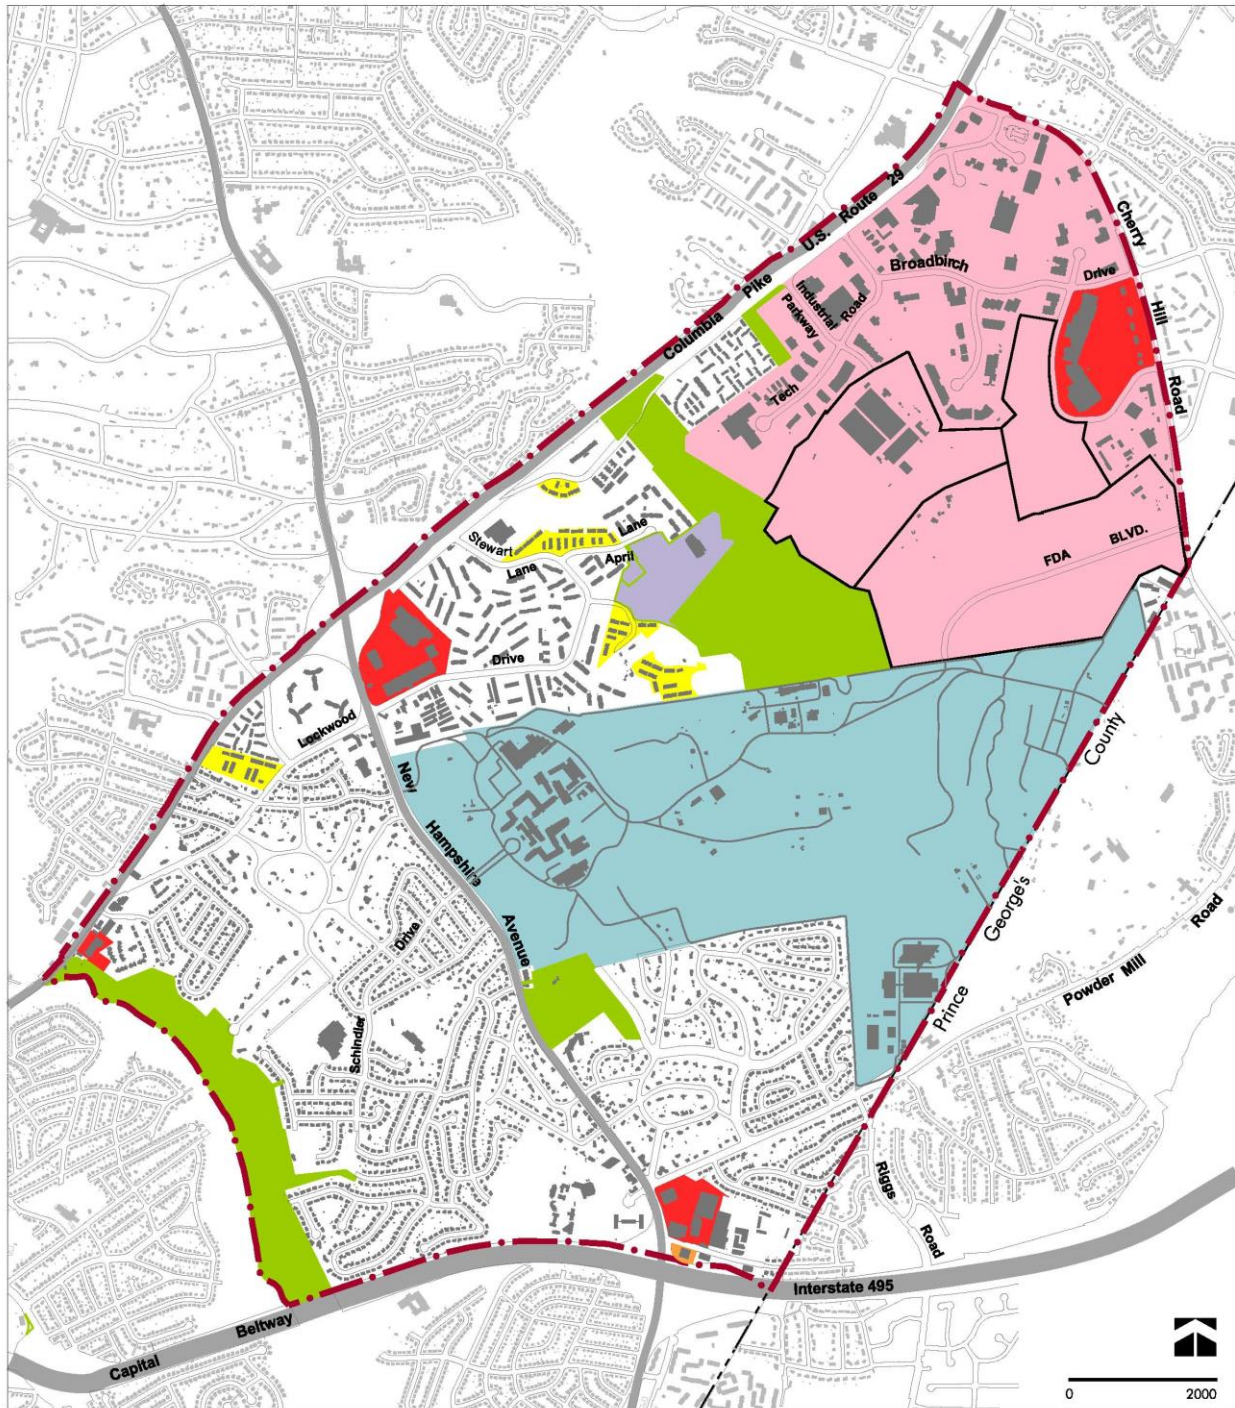 U.S. Route 29
Columbia Pike
Cherry
Hill
Road
Broadbirch
Drive
Industrial
Parkway
Tech
Road
FDA BLVD.
Stewart
Lane
April
Lane
Lockwood
Drive
New
Hampshire
Avenue
Drive
Schindler
County
George's
Prince
Powder Mill
Road
Riggs
Road
Interstate 495
Beltway
Capital
0 2000